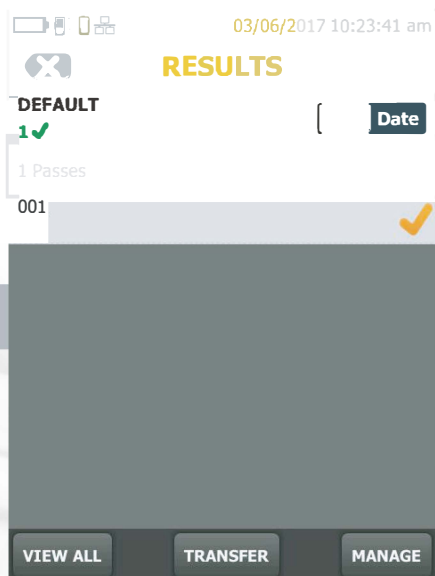 03/06/2017 10:23:41 am
RESULTS
DEFAULT
1
Date
1 Passes
001
VIEW ALL TRANSFER MANAGE